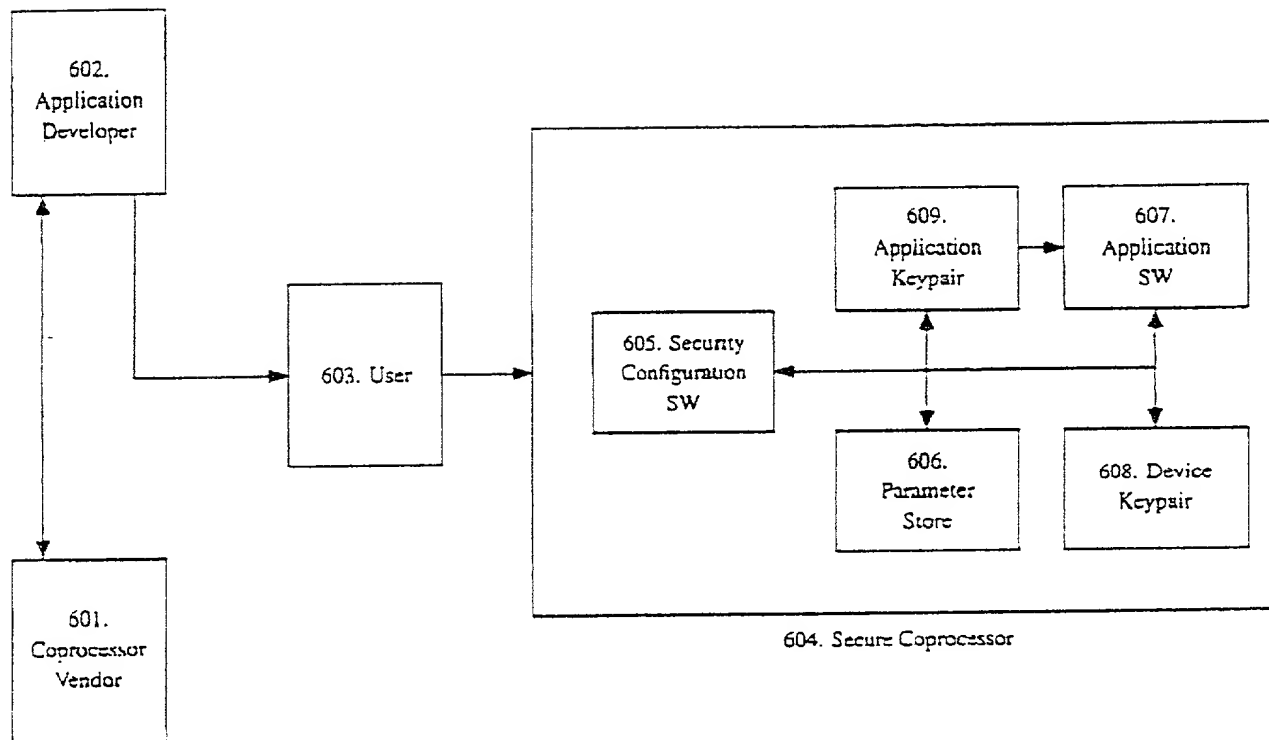 602.
Application
Developer
609.
Application
Keypair
607.
Application
SW
605. Security
Configuration
SW
603. User
606.
Parameter
Store
608. Device
Keypair
601.
Coprocessor
Vendor
604. Secure Coprocessor